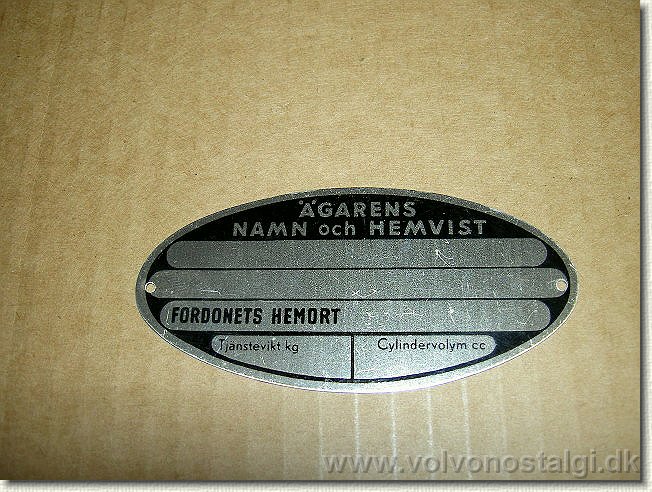 ÄGARENS
NAMN och HEMVIST
FORDONETS HEMORT
Tjänstevikt kg
Cylindervolym cc
www.volvonostalgi.dk